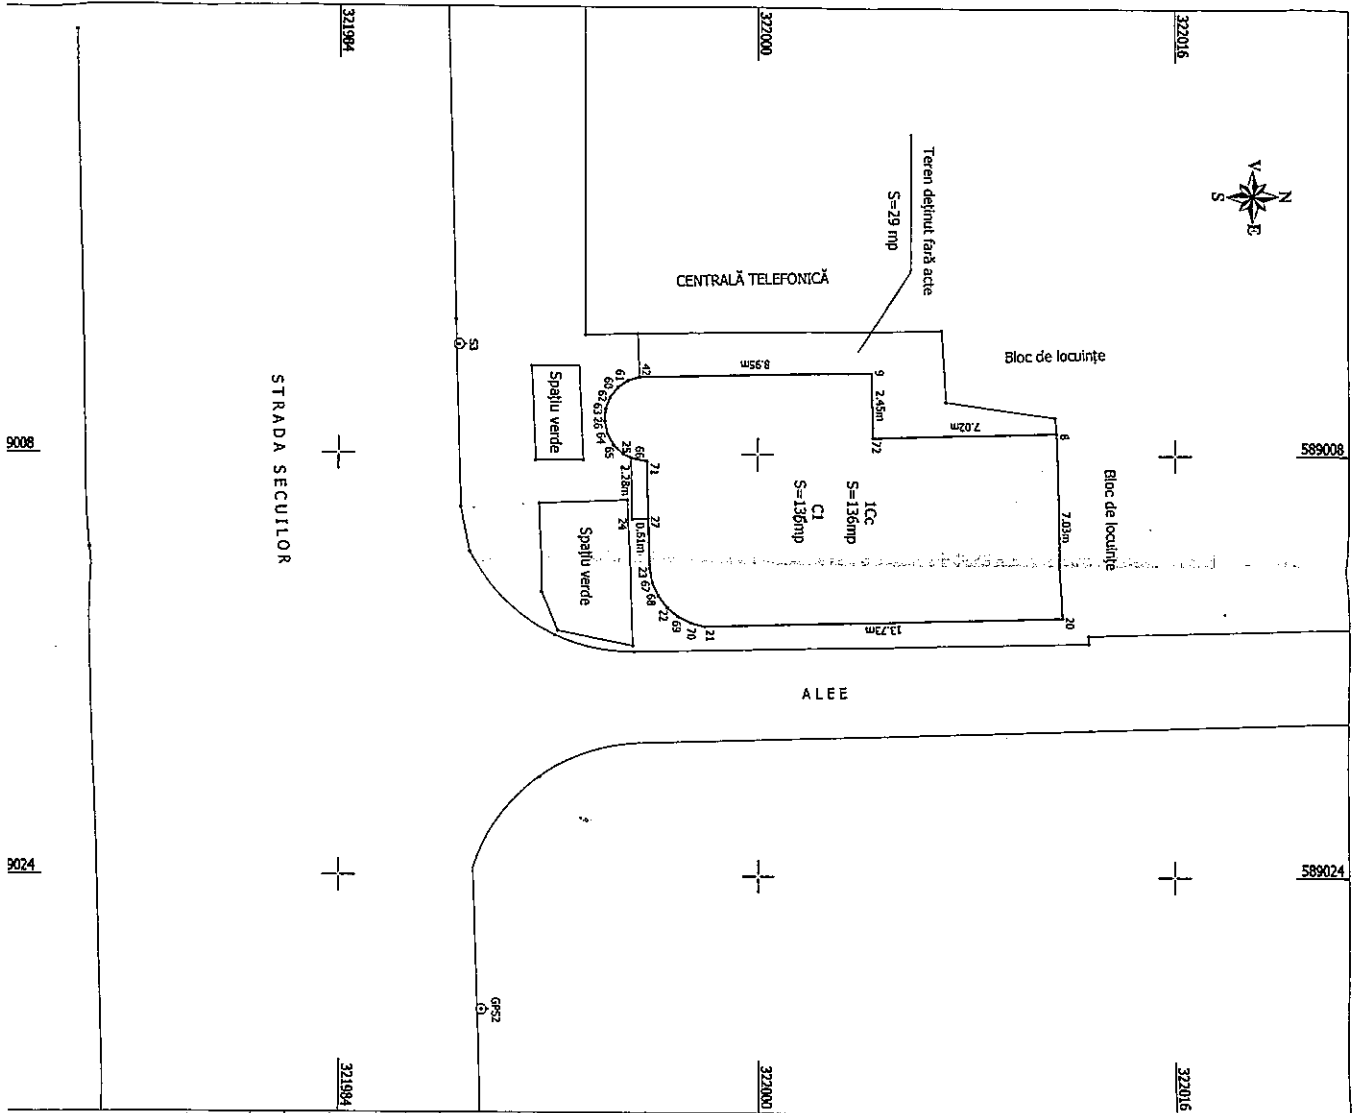 321984
322000
322016
V
N
S
E
Teren deținut fară acte
S=29 mp
CENTRALĂ TELEFONICĂ
Bloc de locuințe
S3
42
8.95m
9
2.45m
72
7.02m
8
61
60
62
63
26
64
65
25
66
71
Spațiu verde
9008
589008
STRADA SECUILOR
2.28m
24
27
0.61m
1Cc
S=136mp
C1
S=136mp
7.03m
Bloc de locuințe
Spațiu verde
23
67
68
22
69
70
21
13.73m
20
ALEE
9024
589024
GPS2
321984
322000
322016